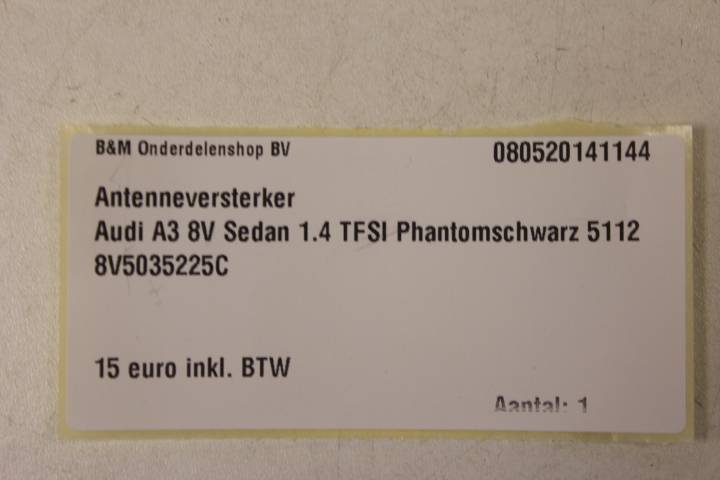 B&M Onderdelenshop BV 080520141144
Antenneversterker
Audi A3 8V Sedan 1.4 TFSI Phantomschwarz 5112
8V5035225C
15 euro inkl. BTW
Aantal: 1